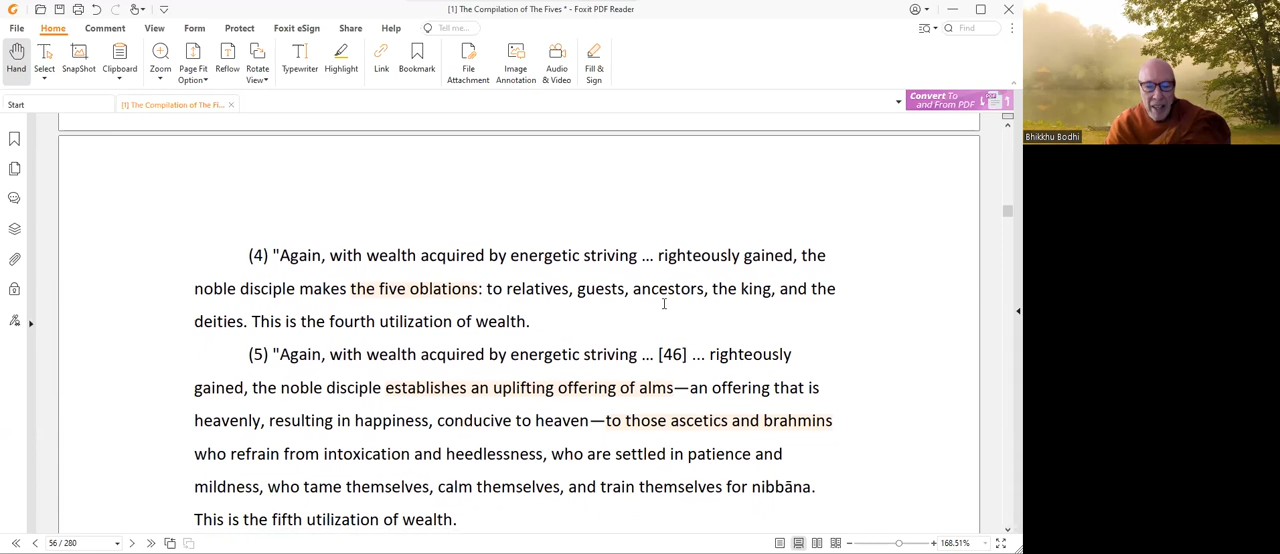 [1] The Compilation of The Fives * - Foxit PDF Reader
File Home Comment View Form Protect Foxit eSign Share Help Tell me... Find
Hand Select SnapShot Clipboard Zoom Page Fit Option Reflow Rotate View Typewriter Highlight Link Bookmark File Attachment Image Annotation Audio & Video Fill & Sign
Start [1] The Compilation of The Fi... Convert To and From PDF
Bhikkhu Bodhi
(4) "Again, with wealth acquired by energetic striving ... righteously gained, the
noble disciple makes the five oblations: to relatives, guests, ancestors, the king, and the
deities. This is the fourth utilization of wealth.
(5) "Again, with wealth acquired by energetic striving ... [46] ... righteously
gained, the noble disciple establishes an uplifting offering of alms—an offering that is
heavenly, resulting in happiness, conducive to heaven—to those ascetics and brahmins
who refrain from intoxication and heedlessness, who are settled in patience and
mildness, who tame themselves, calm themselves, and train themselves for nibbāna.
This is the fifth utilization of wealth.
56 / 280 168.51%